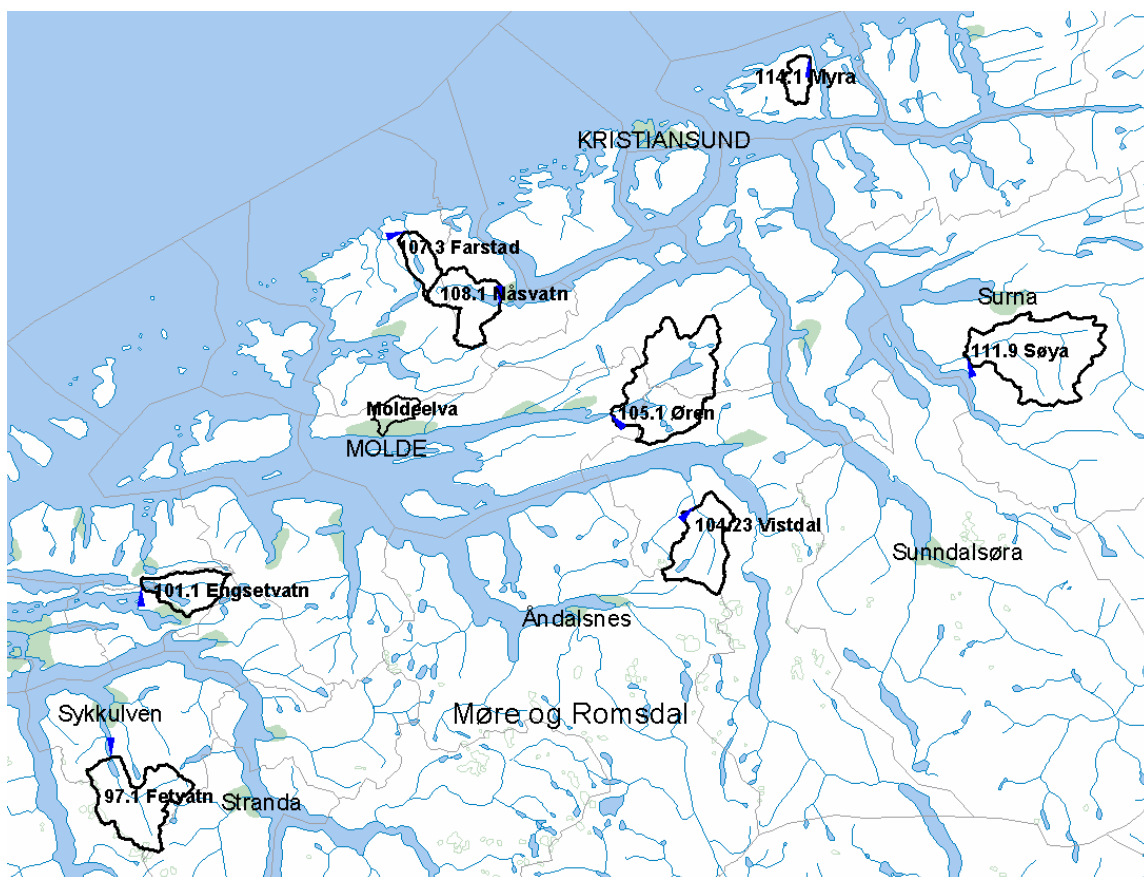 114.1 Myra
KRISTIANSUND
107.3 Farstad
108.1 Nåsvatn
Surna
111.9 Søya
Moldeelva
105.1 Øren
MOLDE
104.23 Vistdal
Sunndalsøra
101.1 Engsetvatn
Åndalsnes
Sykkulven
Møre og Romsdal
97.1 Fetvatn
Stranda